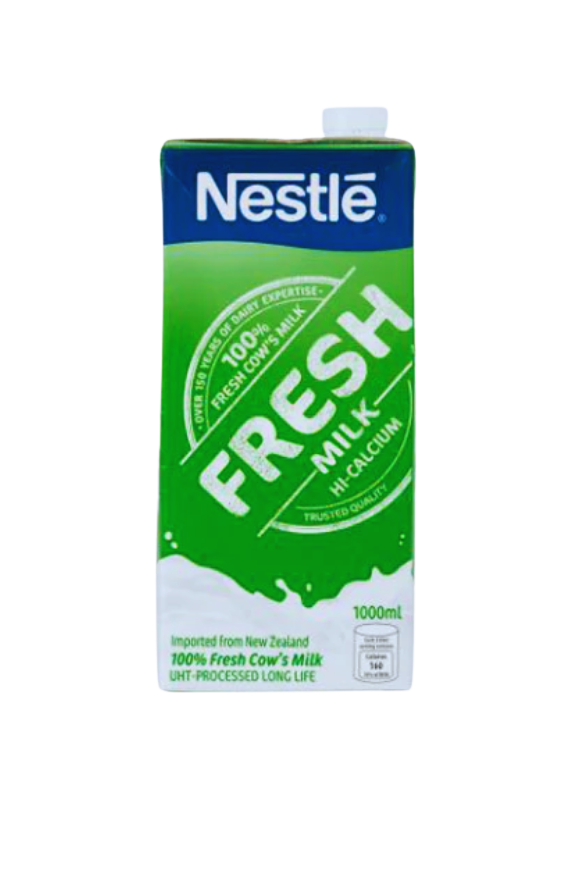 Nestlé®
OVER 150 YEARS OF DAIRY EXPERTISE
100%
FRESH COW'S MILK
FRESH
MILK
HI-CALCIUM
TRUSTED QUALITY
1000mL
Imported from New Zealand
100% Fresh Cow's Milk
UHT-PROCESSED LONG LIFE
Calories
160